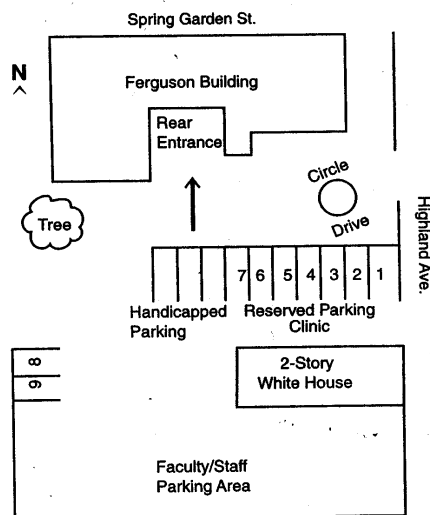 Spring Garden St.
N
Ferguson Building
Rear
Entrance
Circle
Drive
Tree
Highland Ave.
7 6 5 4 3 2 1
Handicapped
Parking
Reserved Parking
Clinic
8
9
2-Story
White House
Faculty/Staff
Parking Area